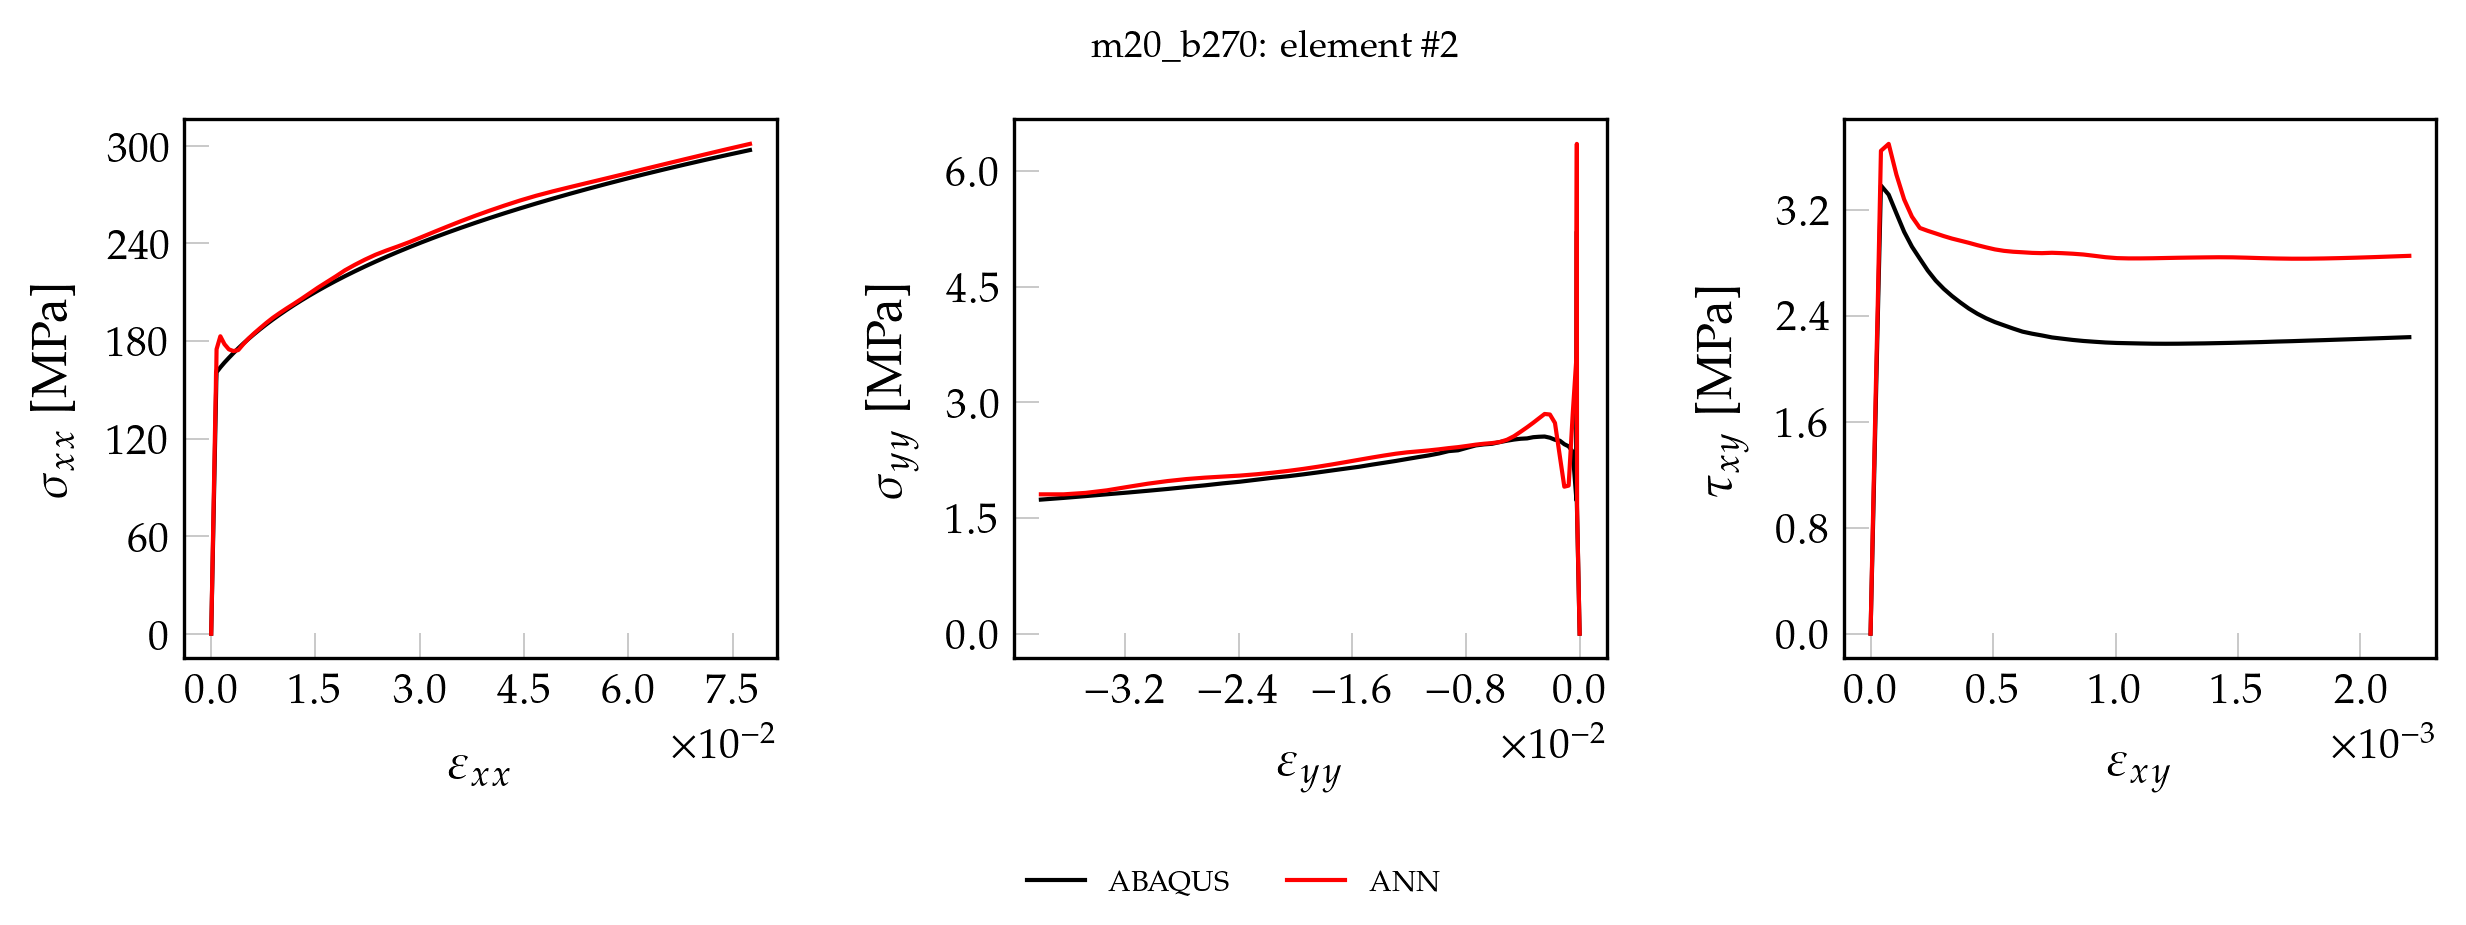 m20_b270: element #2
300
240
180
120
60
0
σxx [MPa]
0.0 1.5 3.0 4.5 6.0 7.5
×10−2
εxx
6.0
4.5
3.0
1.5
0.0
σyy [MPa]
−3.2 −2.4 −1.6 −0.8 0.0
×10−2
εyy
3.2
2.4
1.6
0.8
0.0
τxy [MPa]
0.0 0.5 1.0 1.5 2.0
×10−3
εxy
ABAQUS ANN